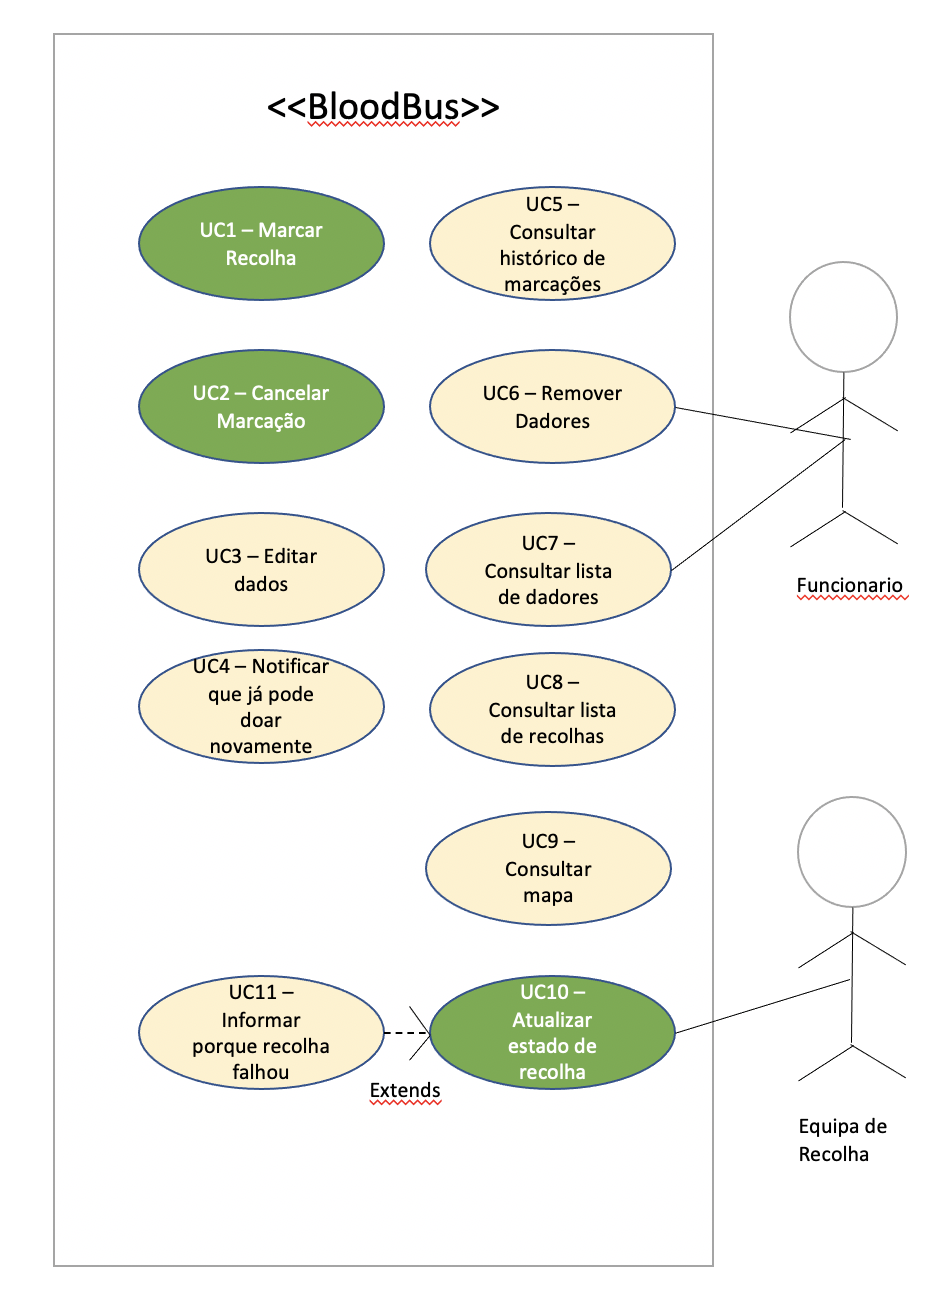 <<BloodBus>>
UC1 – Marcar
Recolha
UC5 –
Consultar
histórico de
marcações
UC2 – Cancelar
Marcação
UC6 – Remover
Dadores
UC3 – Editar
dados
UC7 –
Consultar lista
de dadores
Funcionario
UC4 – Notificar
que já pode
doar
novamente
UC8 –
Consultar lista
de recolhas
UC9 –
Consultar
mapa
UC11 –
Informar
porque recolha
falhou
Extends
UC10 –
Atualizar
estado de
recolha
Equipa de
Recolha